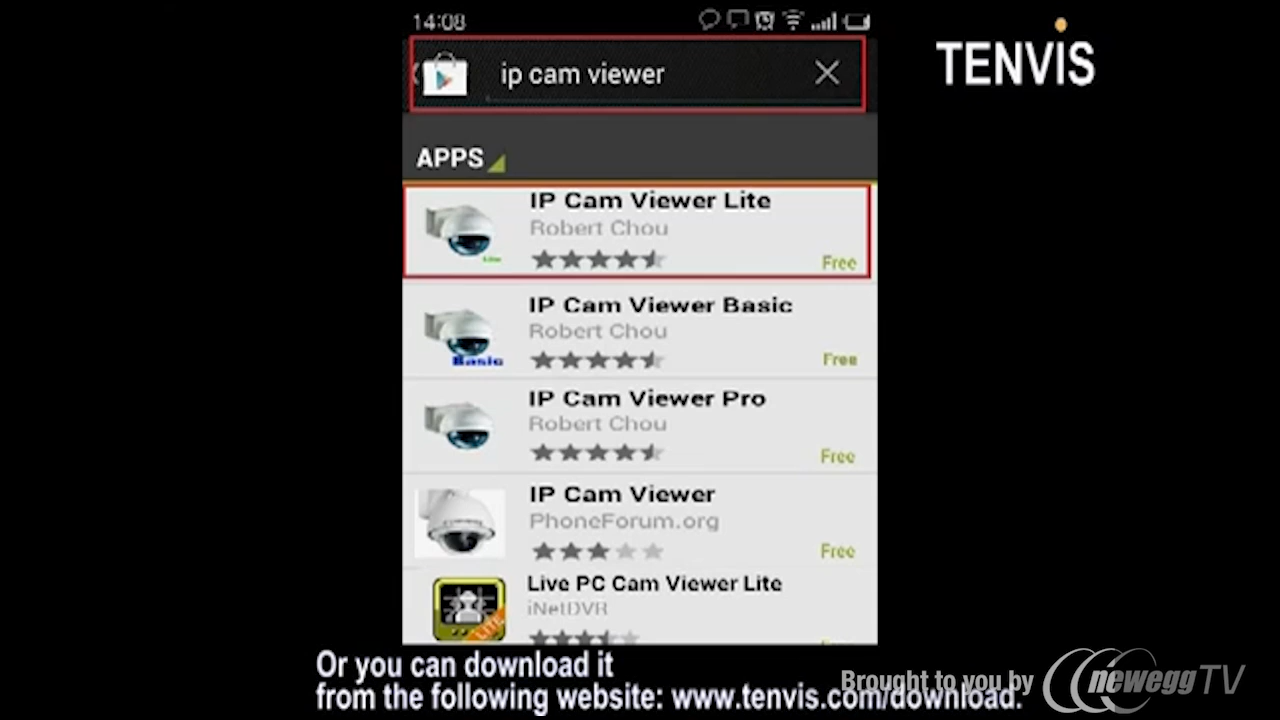 14:08
TENVIS
ip cam viewer
APPS
IP Cam Viewer Lite
Robert Chou
Lite
Free
IP Cam Viewer Basic
Robert Chou
Basic
Free
IP Cam Viewer Pro
Robert Chou
Free
IP Cam Viewer
PhoneForum.org
Free
Live PC Cam Viewer Lite
iNetDVR
LITE
Or you can download it
from the following website: www.tenvis.com/download.
Brought to you by neweggTV